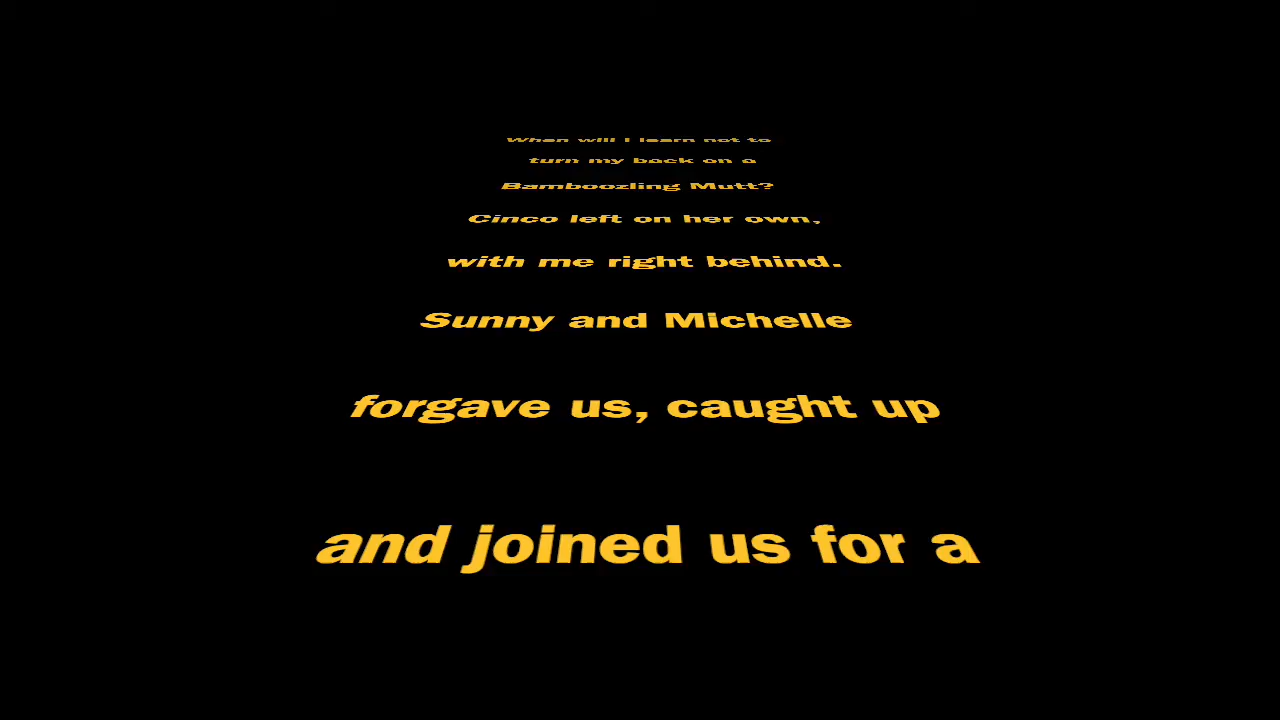 When will I learn not to
turn my back on a
Bamboozling Mutt?
Cinco left on her own,
with me right behind.
Sunny and Michelle
forgave us, caught up
and joined us for a